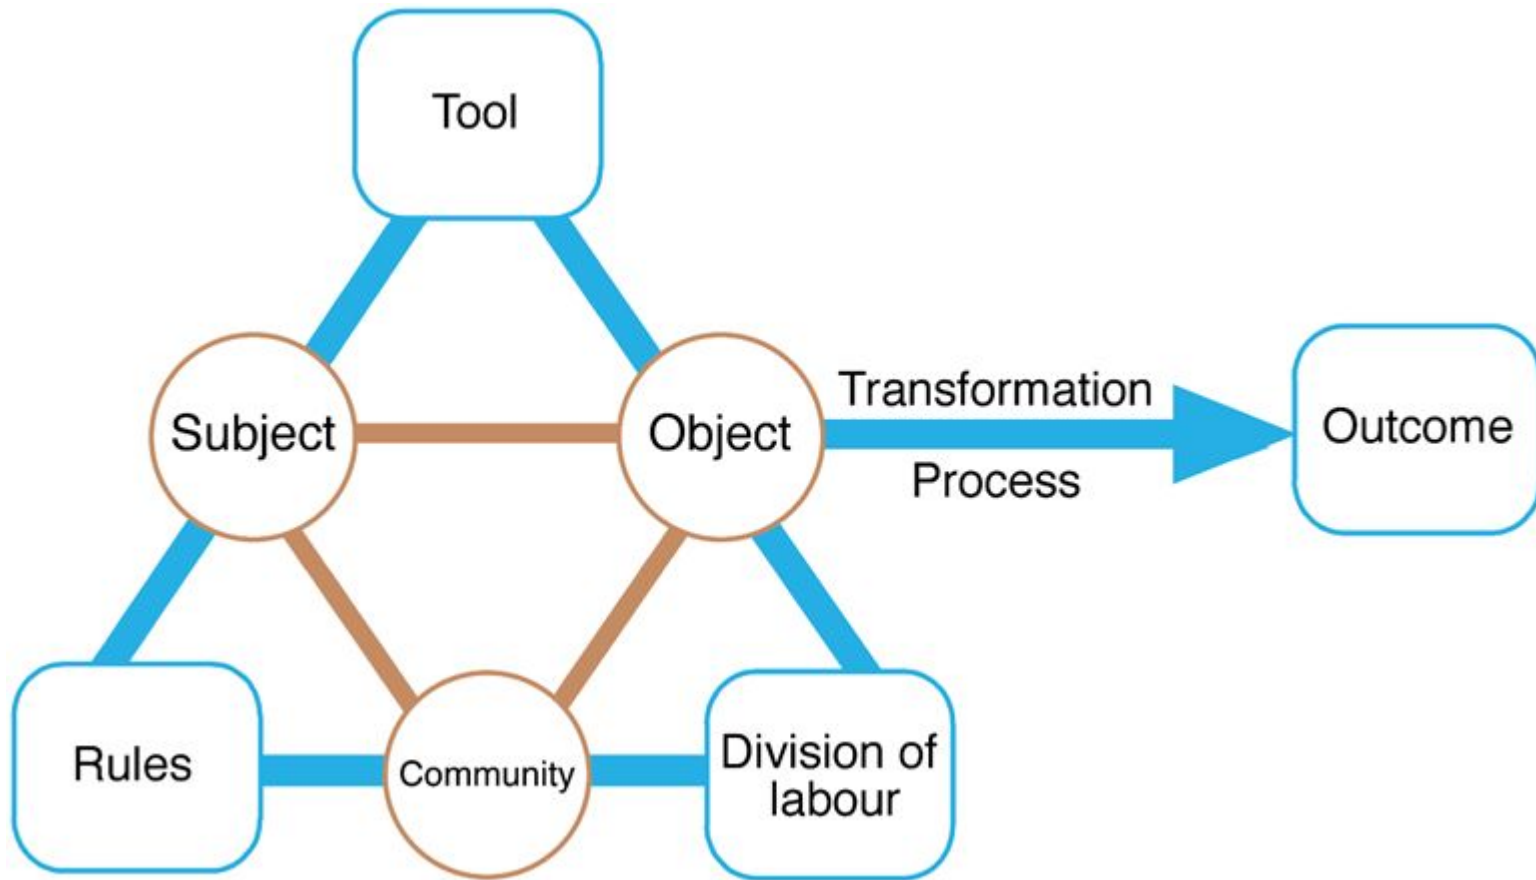 Tool
Subject
Object
Transformation
Process
Outcome
Rules
Community
Division of
labour